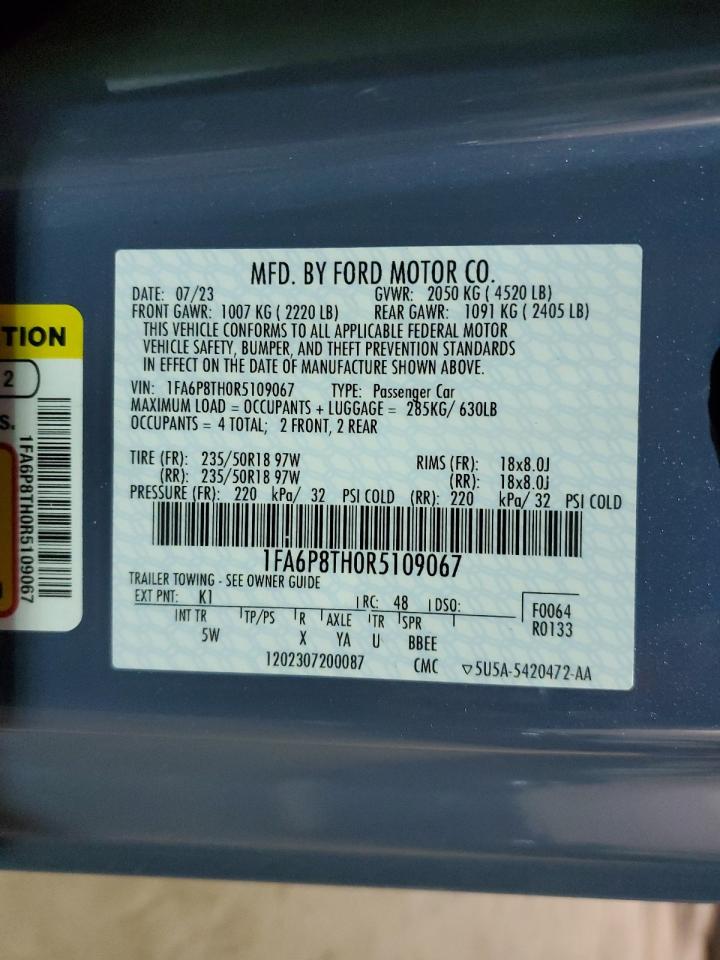 MFD. BY FORD MOTOR CO.
DATE: 07/23 GVWR: 2050 KG ( 4520 LB)
FRONT GAWR: 1007 KG ( 2220 LB) REAR GAWR: 1091 KG ( 2405 LB)
THIS VEHICLE CONFORMS TO ALL APPLICABLE FEDERAL MOTOR
VEHICLE SAFETY, BUMPER, AND THEFT PREVENTION STANDARDS
IN EFFECT ON THE DATE OF MANUFACTURE SHOWN ABOVE.
VIN: 1FA6P8TH0R5109067 TYPE: Passenger Car
MAXIMUM LOAD = OCCUPANTS + LUGGAGE = 285KG/ 630LB
OCCUPANTS = 4 TOTAL; 2 FRONT, 2 REAR
TIRE (FR): 235/50R18 97W RIMS (FR): 18x8.0J
(RR): 235/50R18 97W (RR): 18x8.0J
PRESSURE (FR): 220 kPa/ 32 PSI COLD (RR): 220 kPa/ 32 PSI COLD
1FA6P8TH0R5109067
TRAILER TOWING - SEE OWNER GUIDE
EXT PNT: K1 RC: 48 DSO: F0064
INT TR TP/PS R AXLE TR SPR R0133
5W X YA U BBEE
1202307200087 CMC ▽5U5A-5420472-AA
TION
2
S.
1FA6P8TH0R5109067